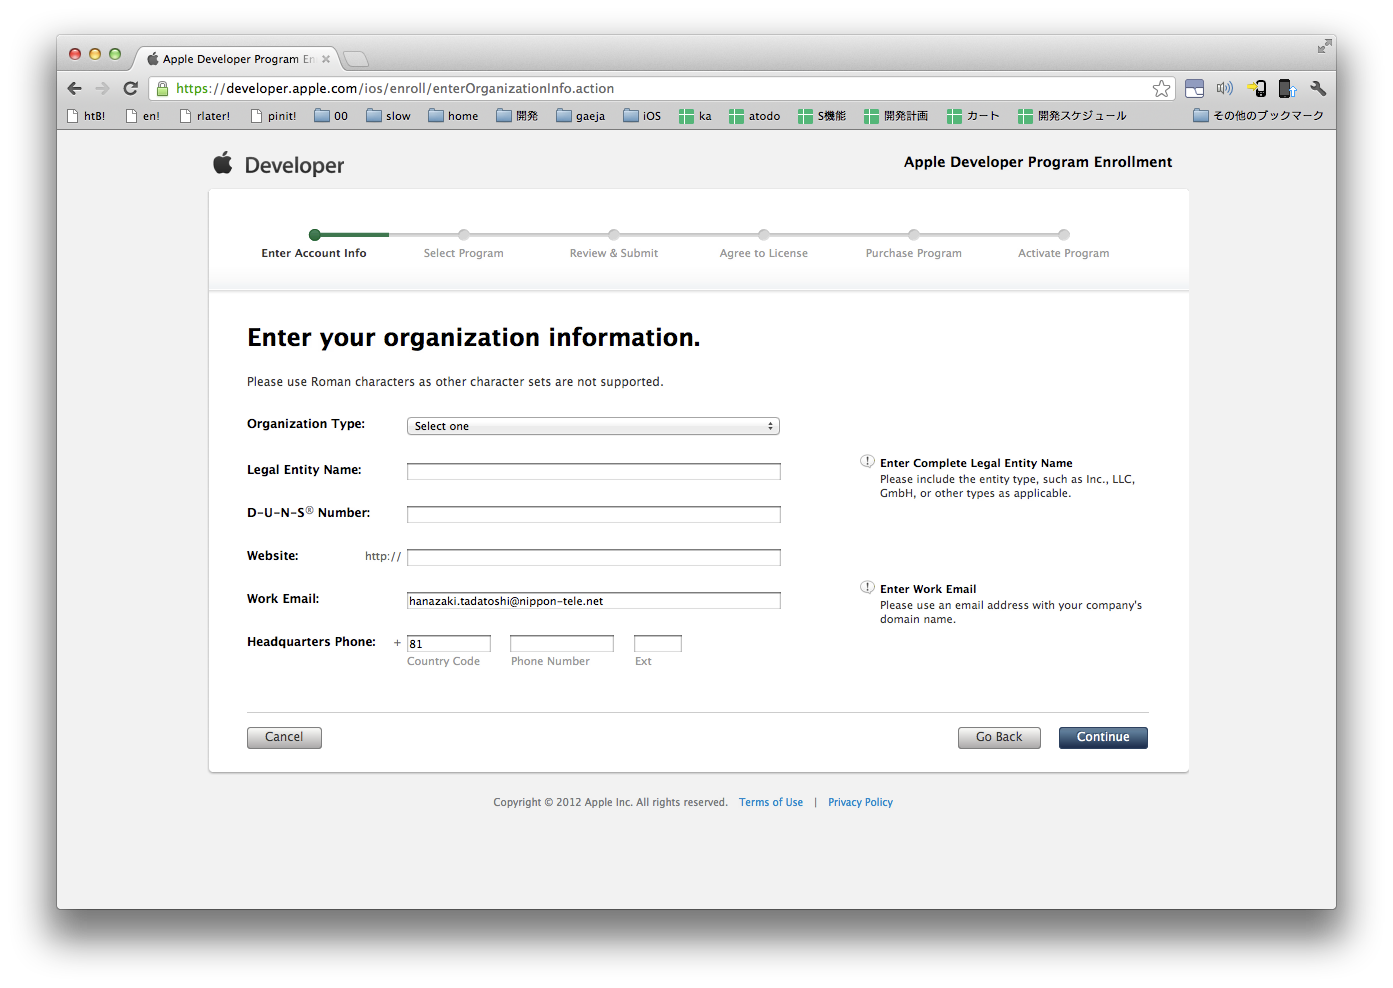 Apple Developer Program En
https://developer.apple.com/ios/enroll/enterOrganizationInfo.action
htB! en! rlater! pinit! 00 slow home 開発 gaeja iOS ka atodo S機能 開発計画 カート 開発スケジュール その他のブックマーク
Developer
Apple Developer Program Enrollment
Enter Account Info Select Program Review & Submit Agree to License Purchase Program Activate Program
Enter your organization information.
Please use Roman characters as other character sets are not supported.
Organization Type: Select one
Legal Entity Name:
Enter Complete Legal Entity Name
Please include the entity type, such as Inc., LLC,
GmbH, or other types as applicable.
D-U-N-S® Number:
Website: http://
Work Email: hanazaki.tadatoshi@nippon-tele.net
Enter Work Email
Please use an email address with your company's
domain name.
Headquarters Phone: + 81
Country Code Phone Number Ext
Cancel Go Back Continue
Copyright © 2012 Apple Inc. All rights reserved. Terms of Use | Privacy Policy